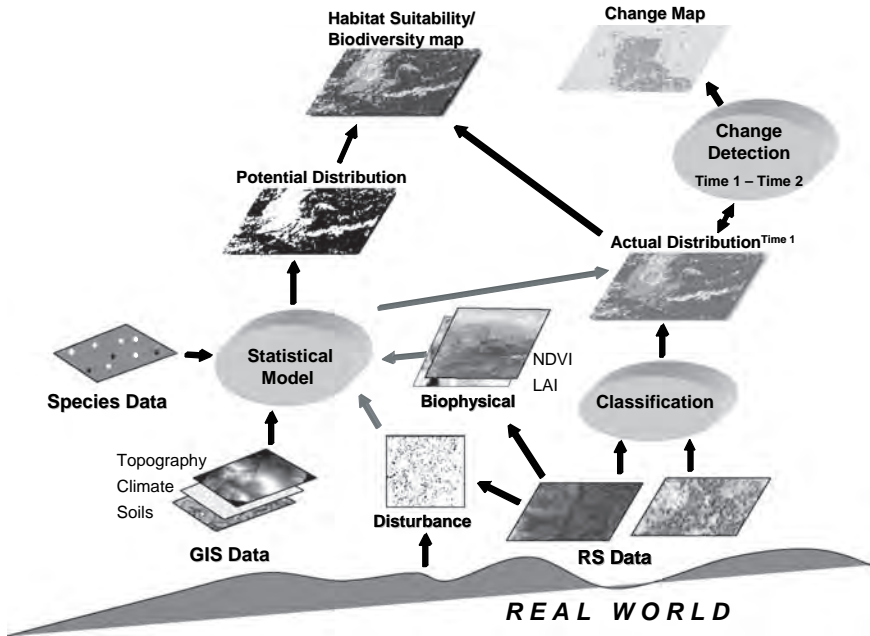 Habitat Suitability/
Biodiversity map
Change Map
Change
Detection
Time 1 – Time 2
Potential Distribution
Actual Distribution Time 1
Statistical
Model
NDVI
LAI
Species Data
Biophysical
Classification
Topography
Climate
Soils
Disturbance
GIS Data
RS Data
REAL WORLD